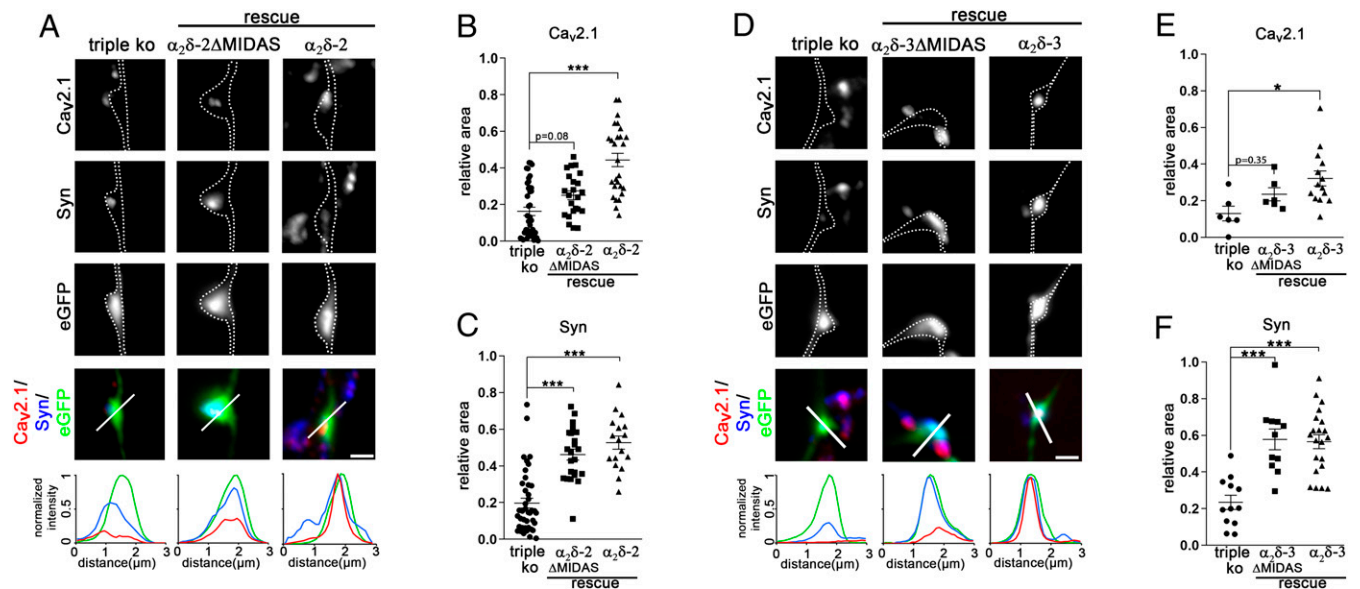 A
rescue
triple ko
α2δ-2ΔMIDAS
α2δ-2
Cav2.1
Syn
eGFP
Cav2.1/
Syn/
eGFP
normalized
intensity
1
0.5
0
0 1 2 3
0 1 2 3
0 1 2 3
distance(µm)
distance(µm)
distance(µm)
B
Cav2.1
relative area
1.0
0.8
0.6
0.4
0.2
0.0
***
p=0.08
triple
ko
α2δ-2
ΔMIDAS
α2δ-2
rescue
C
Syn
relative area
1.0
0.8
0.6
0.4
0.2
0.0
***
***
triple
ko
α2δ-2
ΔMIDAS
α2δ-2
rescue
D
rescue
triple ko
α2δ-3ΔMIDAS
α2δ-3
Cav2.1
Syn
eGFP
Cav2.1/
Syn/
eGFP
normalized
intensity
1
0.5
0
0 1 2 3
0 1 2 3
0 1 2 3
distance(µm)
distance(µm)
distance(µm)
E
Cav2.1
relative area
1.0
0.8
0.6
0.4
0.2
0.0
*
p=0.35
triple
ko
α2δ-3
ΔMIDAS
α2δ-3
rescue
F
Syn
relative area
1.0
0.8
0.6
0.4
0.2
0.0
***
***
triple
ko
α2δ-3
ΔMIDAS
α2δ-3
rescue